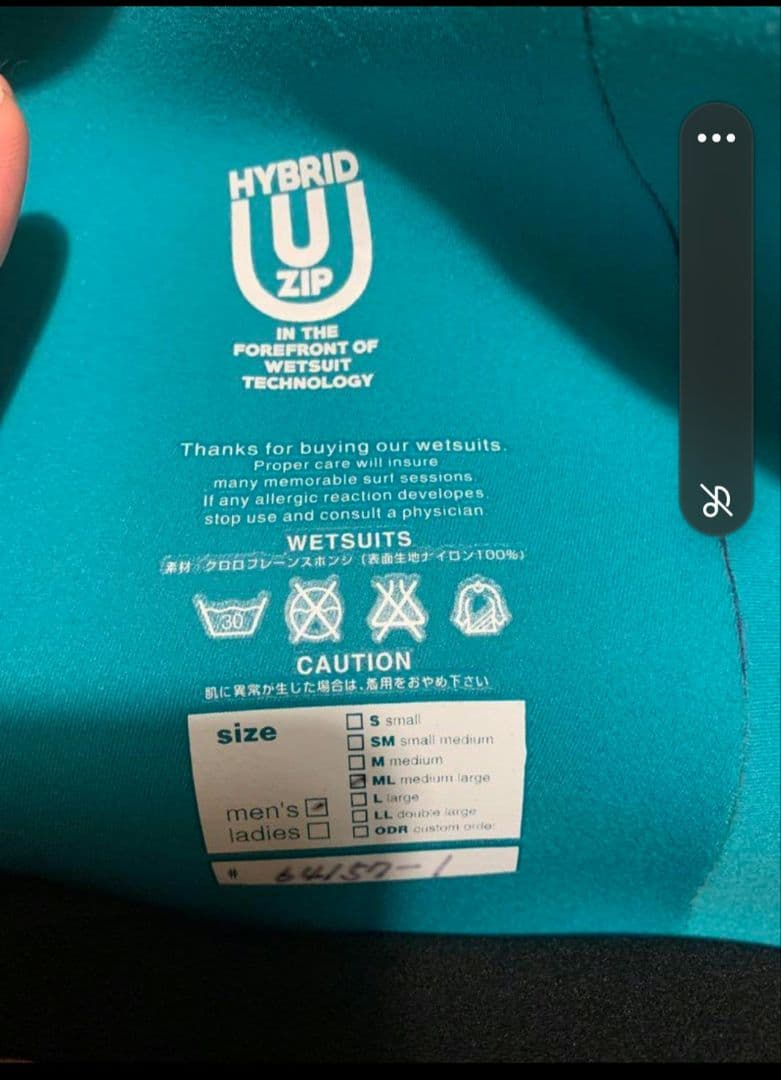 HYBRID
U
ZIP
IN THE
FOREFRONT OF
WETSUIT
TECHNOLOGY
Thanks for buying our wetsuits.
Proper care will insure
many memorable surf sessions.
If any allergic reaction developes,
stop use and consult a physician.
WETSUITS
素材:クロロプレーンスポンジ(表面生地ナイロン100%)
30
CAUTION
肌に異常が生じた場合は、着用をおやめ下さい
size
S small
SM small medium
M medium
ML medium large
L large
LL double large
ODR custom order
men's
ladies
# 64157-1